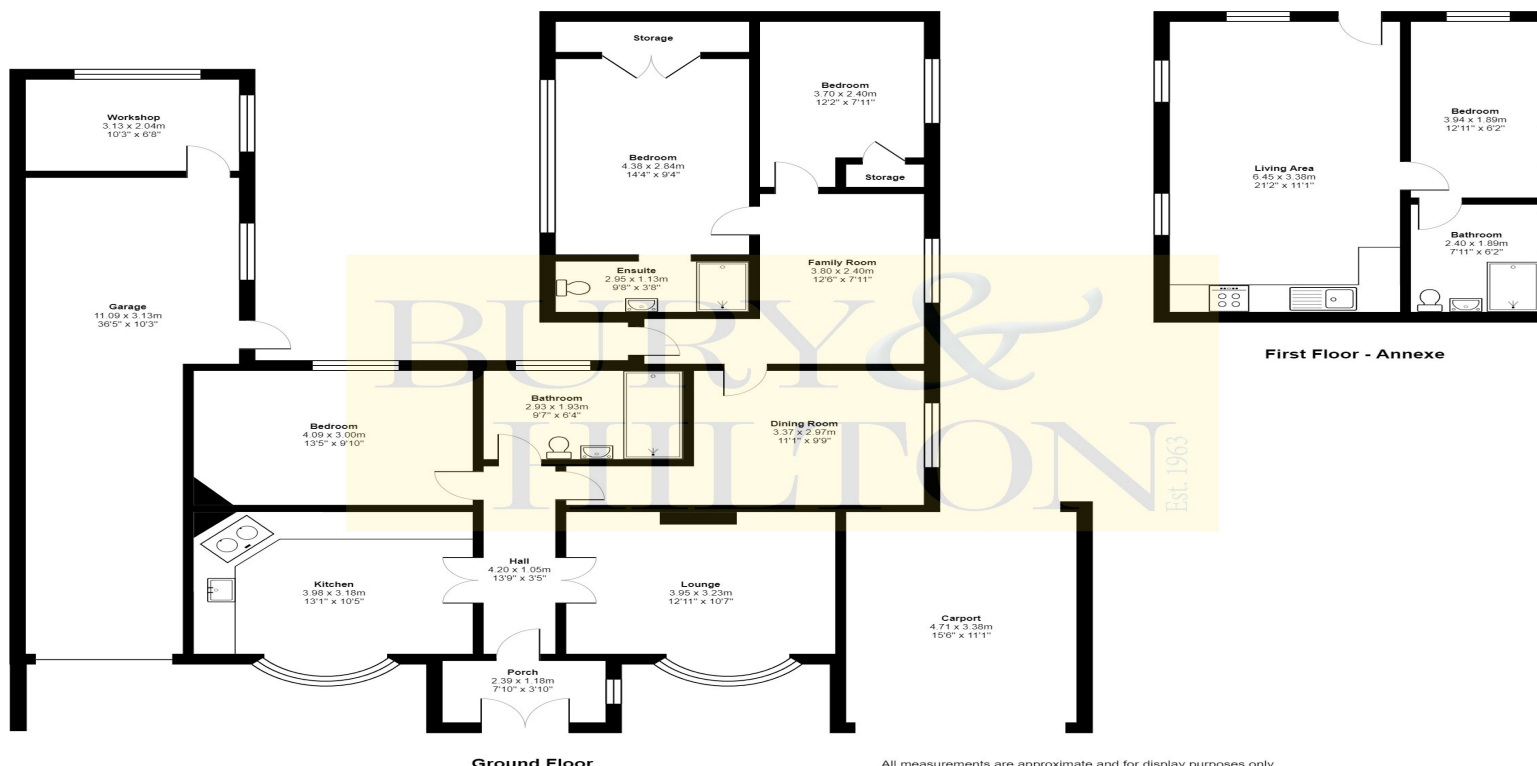 Storage
Workshop
3.13 x 2.04m
10'3" x 6'8"
Bedroom
3.70 x 2.40m
12'2" x 7'11"
Bedroom
4.38 x 2.84m
14'4" x 9'4"
Storage
Bedroom
3.94 x 1.89m
12'11" x 6'2"
Living Area
6.45 x 3.38m
21'2" x 11'1"
Bathroom
2.40 x 1.89m
7'11" x 6'2"
Family Room
3.80 x 2.40m
12'6" x 7'11"
Ensuite
2.95 x 1.13m
9'8" x 3'8"
Garage
11.09 x 3.13m
36'5" x 10'3"
First Floor - Annexe
BURY &
HILTON
Est. 1963
Bathroom
2.93 x 1.93m
9'7" x 6'4"
Bedroom
4.09 x 3.00m
13'5" x 9'10"
Dining Room
3.37 x 2.97m
11'1" x 9'9"
Hall
4.20 x 1.05m
13'9" x 3'5"
Kitchen
3.98 x 3.18m
13'1" x 10'5"
Lounge
3.95 x 3.23m
12'11" x 10'7"
Carport
4.71 x 3.38m
15'6" x 11'1"
Porch
2.39 x 1.18m
7'10" x 3'10"
Ground Floor
All measurements are approximate and for display purposes only